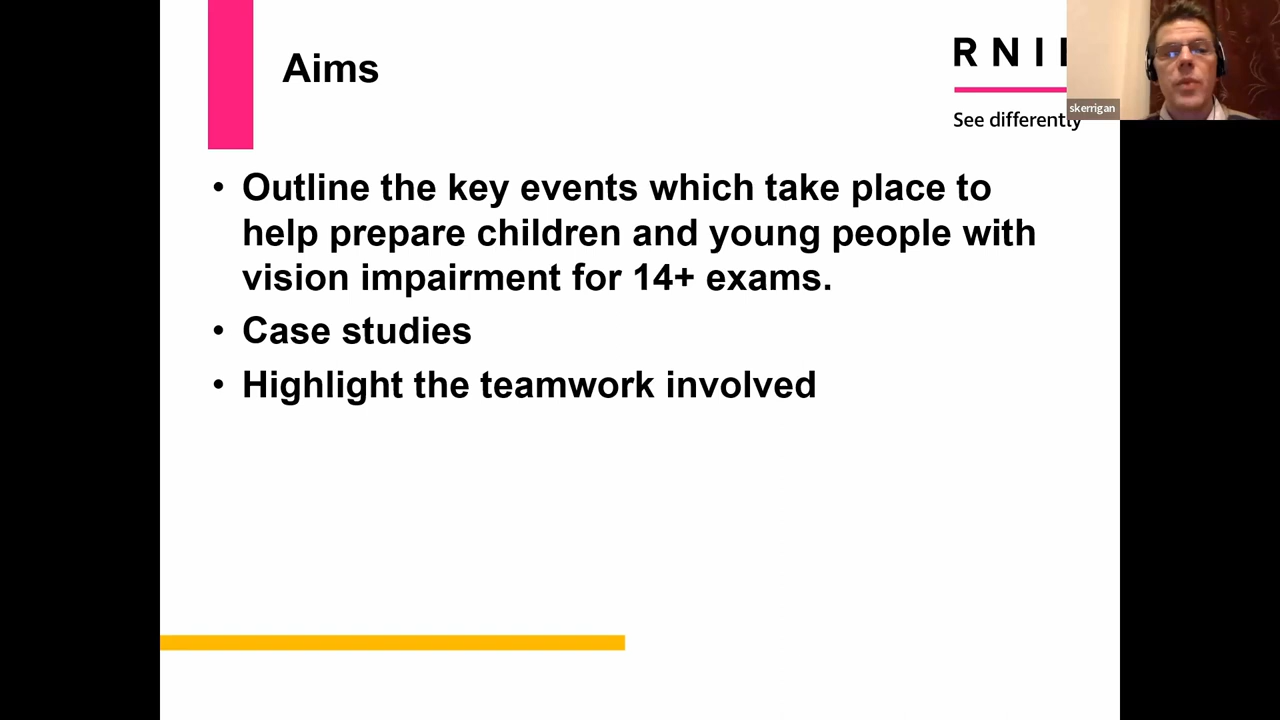 Aims
RNI
See differently
skerrigan
• Outline the key events which take place to
help prepare children and young people with
vision impairment for 14+ exams.
• Case studies
• Highlight the teamwork involved